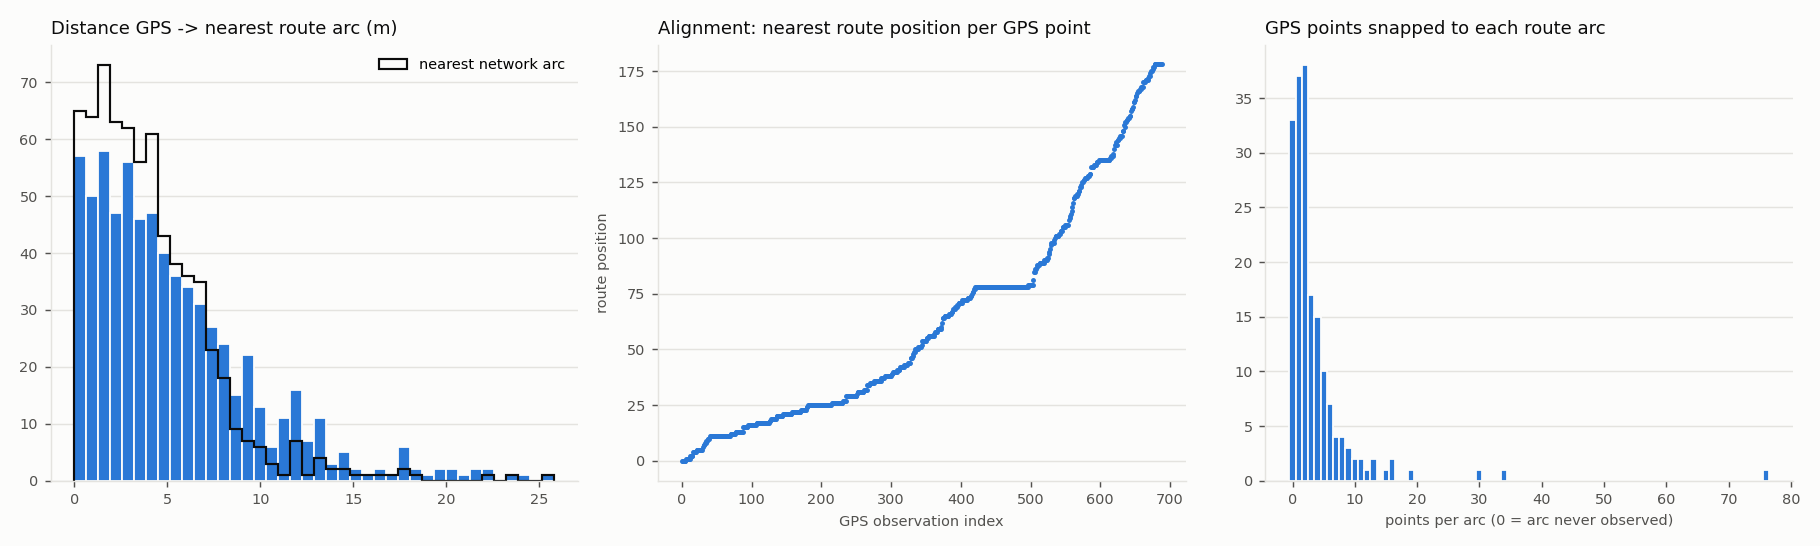 Distance GPS -> nearest route arc (m)
nearest network arc
70
60
50
40
30
20
10
0
0 5 10 15 20 25
Alignment: nearest route position per GPS point
route position
175
150
125
100
75
50
25
0
0 100 200 300 400 500 600 700
GPS observation index
GPS points snapped to each route arc
35
30
25
20
15
10
5
0
0 10 20 30 40 50 60 70 80
points per arc (0 = arc never observed)